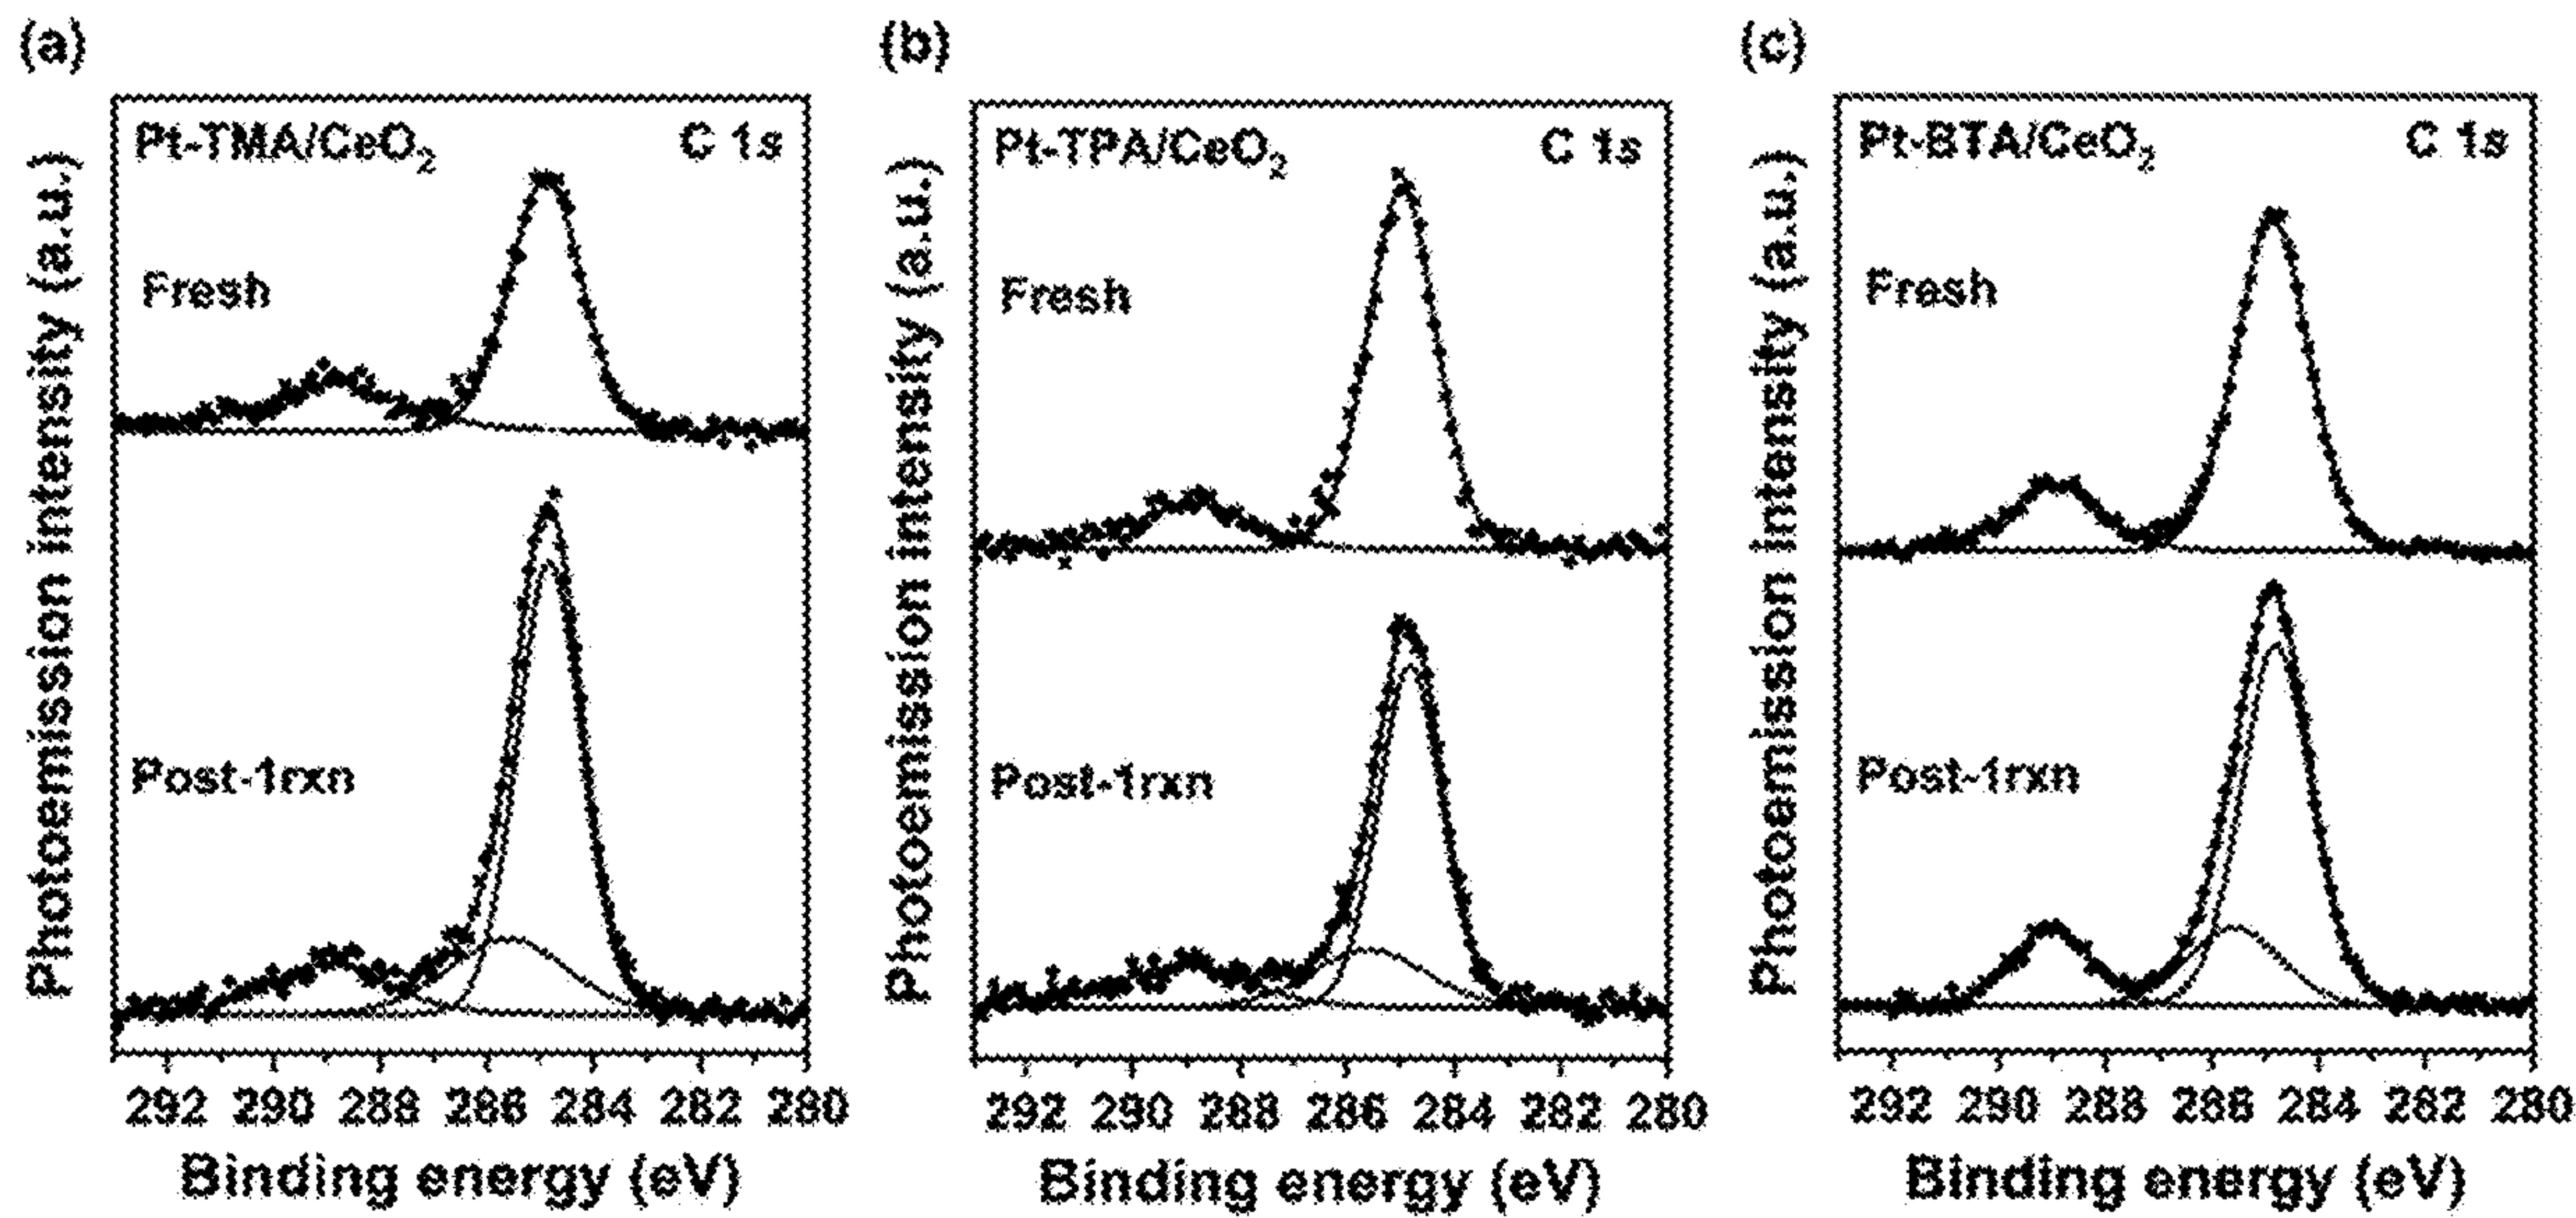 (a)
Photoemission intensity (a.u.)
Pt-TMA/CeO₂
C 1s
Fresh
Post-1rxn
292 290 288 286 284 282 280
Binding energy (eV)
(b)
Photoemission intensity (a.u.)
Pt-TPA/CeO₂
C 1s
Fresh
Post-1rxn
292 290 288 286 284 282 280
Binding energy (eV)
(c)
Photoemission intensity (a.u.)
Pt-BTA/CeO₂
C 1s
Fresh
Post-1rxn
292 290 288 286 284 282 280
Binding energy (eV)